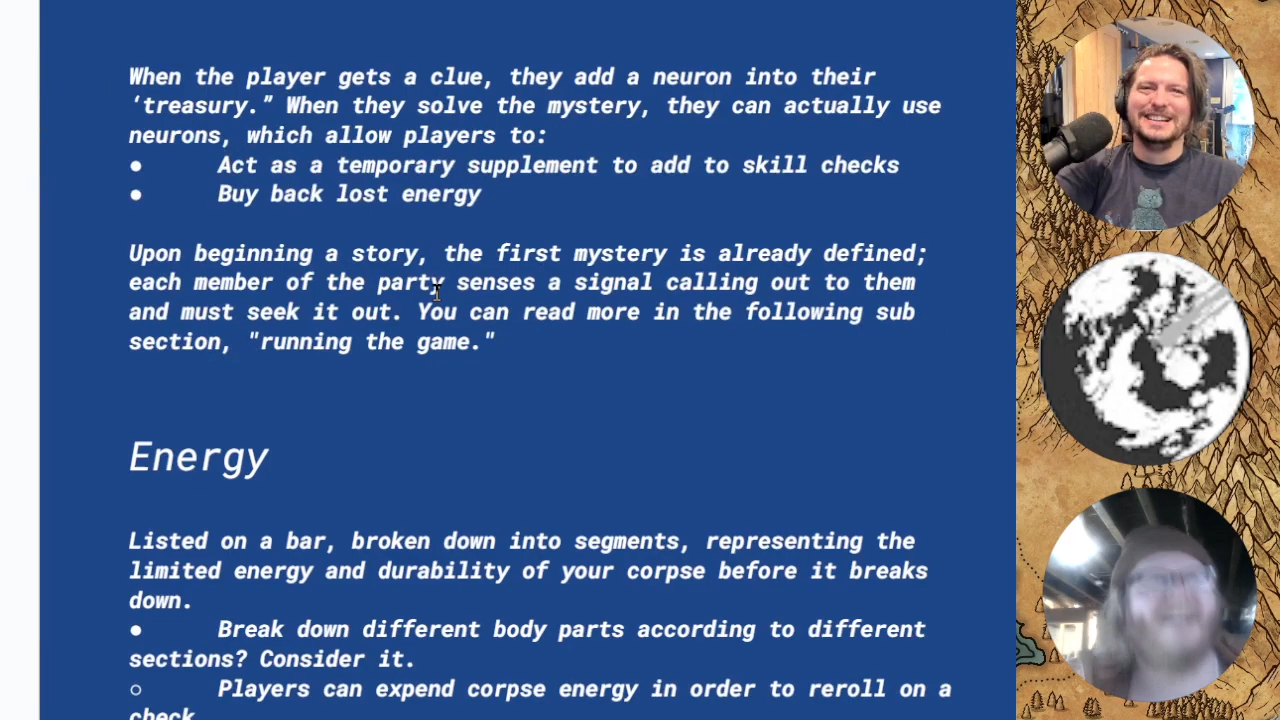 When the player gets a clue, they add a neuron into their
‘treasury.” When they solve the mystery, they can actually use
neurons, which allow players to:
● Act as a temporary supplement to add to skill checks
● Buy back lost energy
Upon beginning a story, the first mystery is already defined;
each member of the party senses a signal calling out to them
and must seek it out. You can read more in the following sub
section, "running the game."
Energy
Listed on a bar, broken down into segments, representing the
limited energy and durability of your corpse before it breaks
down.
● Break down different body parts according to different
sections? Consider it.
○ Players can expend corpse energy in order to reroll on a
check